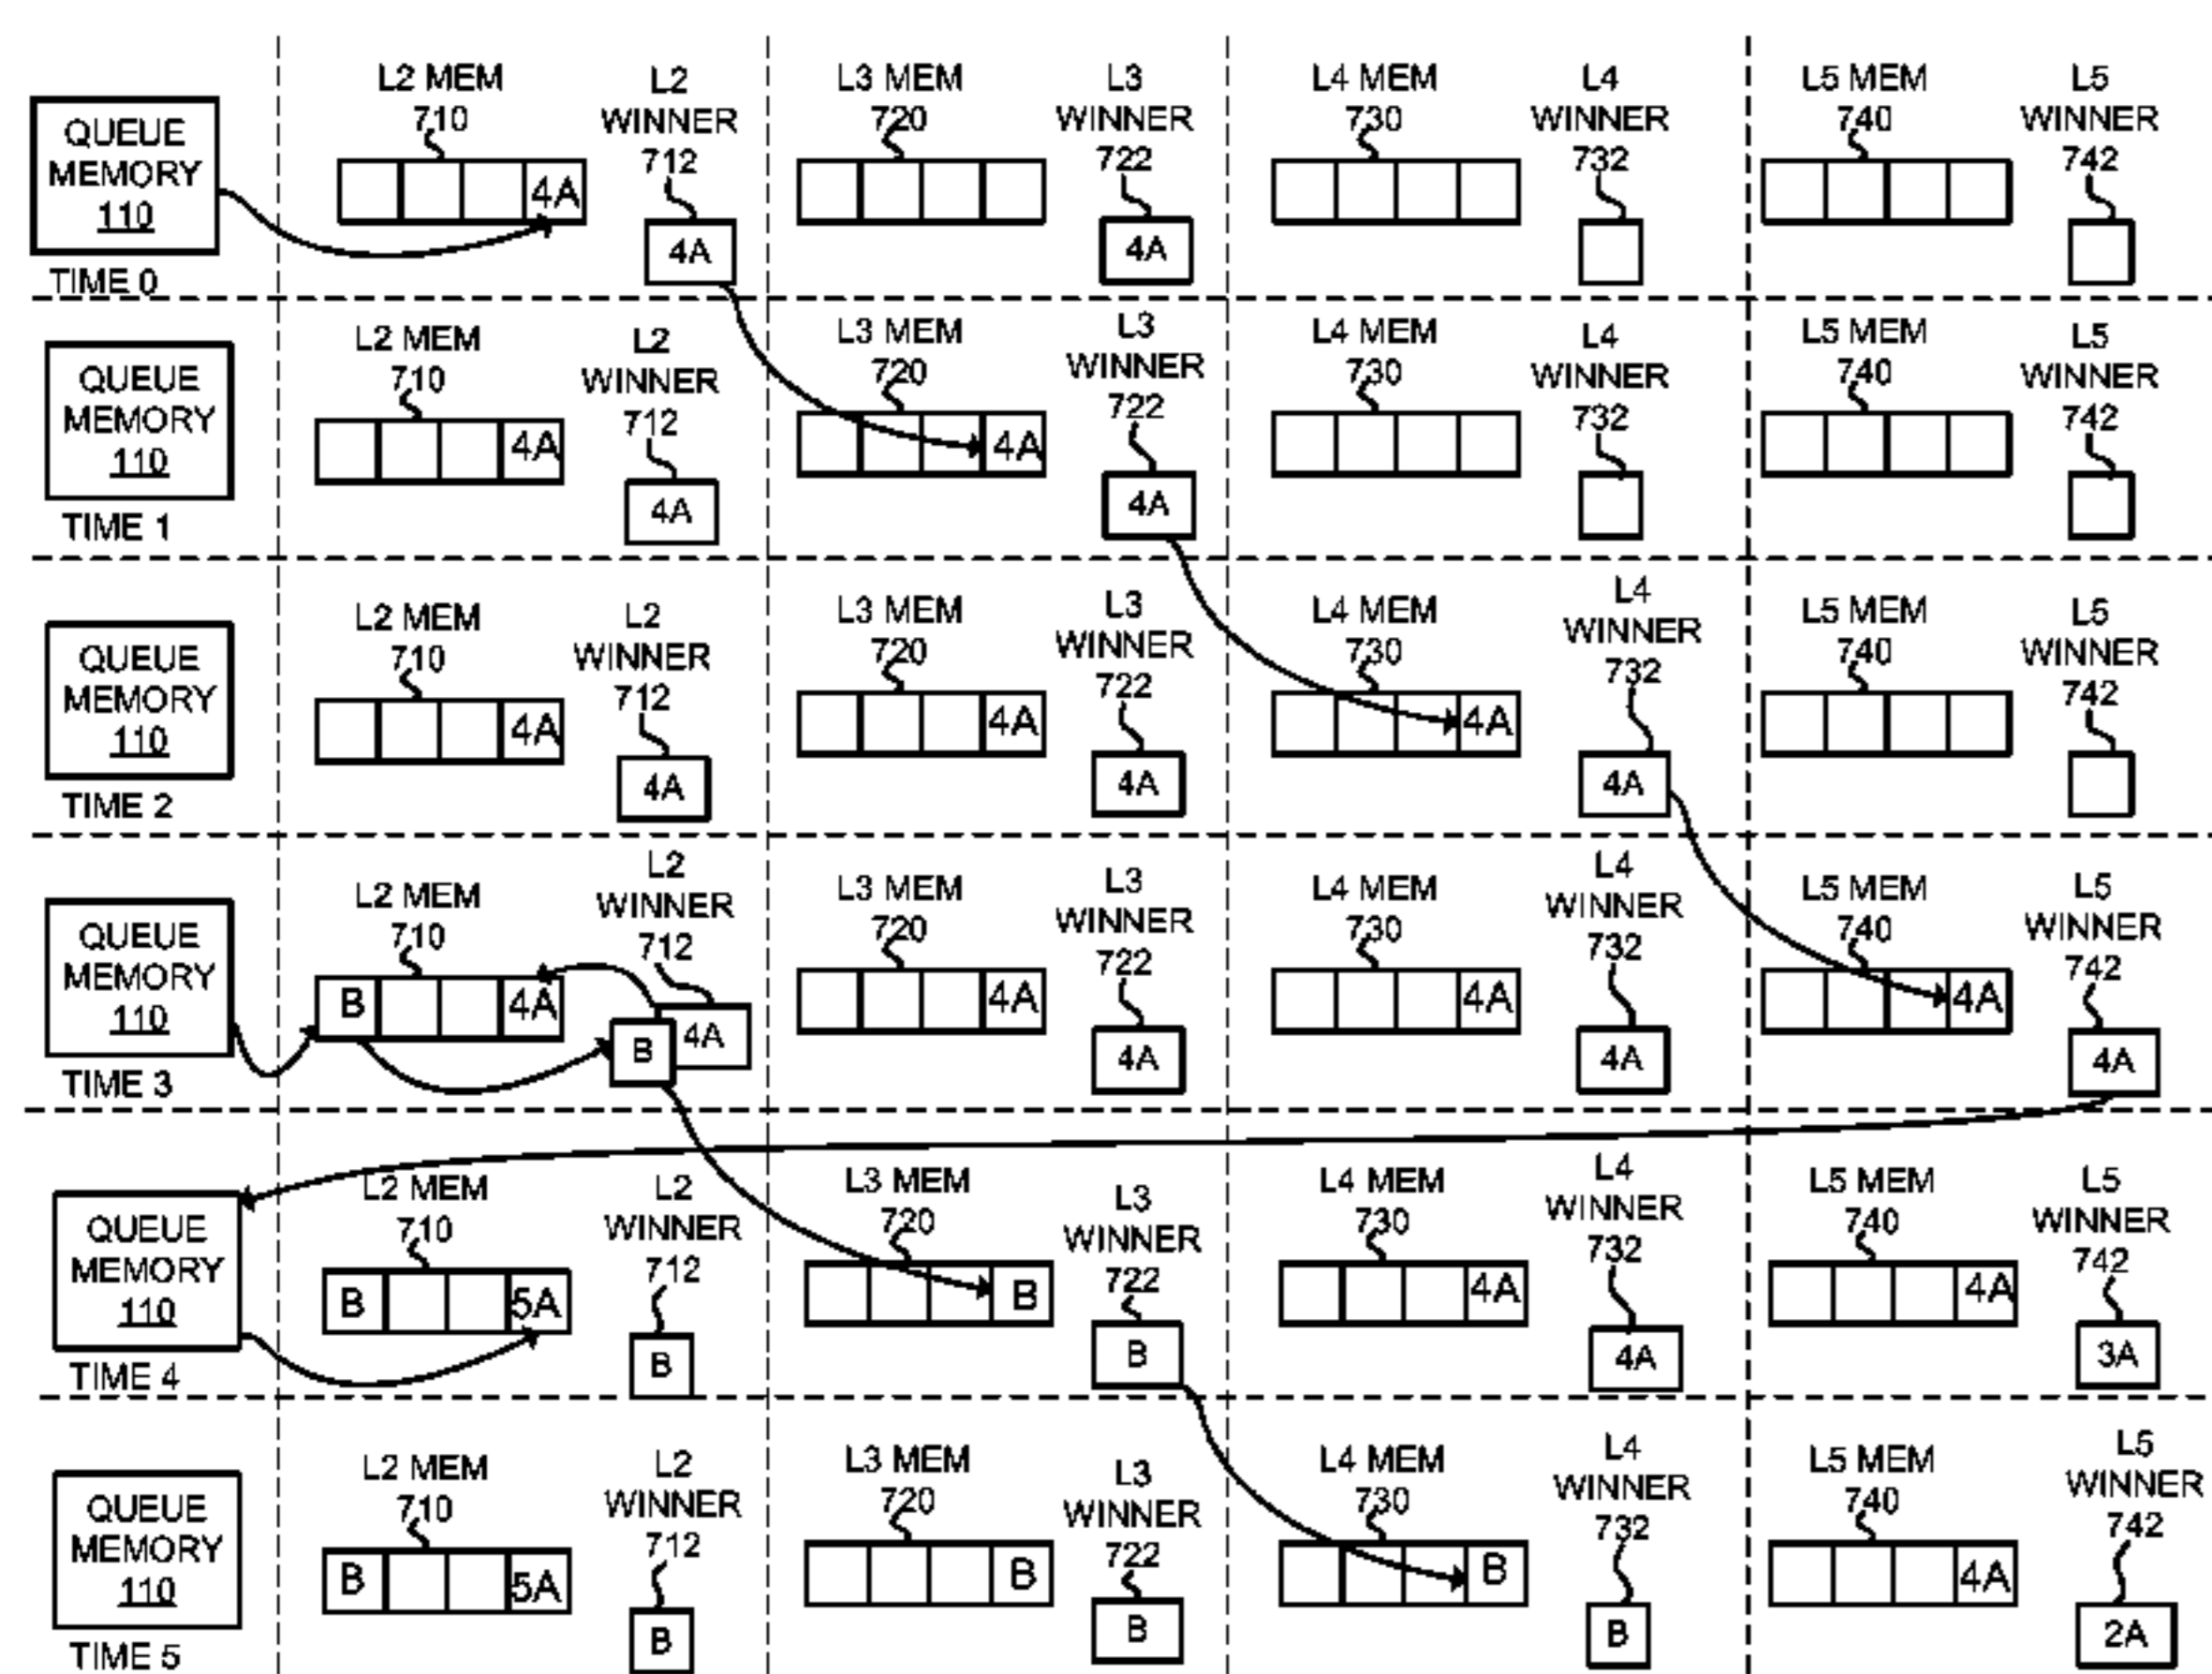 QUEUE
MEMORY
110
TIME 0
L2 MEM
710
4A
L2
WINNER
712
4A
L3 MEM
720
L3
WINNER
722
4A
L4 MEM
730
L4
WINNER
732
L5 MEM
740
L5
WINNER
742
QUEUE
MEMORY
110
TIME 1
L2 MEM
710
4A
L2
WINNER
712
4A
L3 MEM
720
4A
L3
WINNER
722
4A
L4 MEM
730
L4
WINNER
732
L5 MEM
740
L5
WINNER
742
QUEUE
MEMORY
110
TIME 2
L2 MEM
710
4A
L2
WINNER
712
4A
L3 MEM
720
4A
L3
WINNER
722
4A
L4 MEM
730
4A
L4
WINNER
732
4A
L5 MEM
740
L5
WINNER
742
QUEUE
MEMORY
110
TIME 3
L2 MEM
710
B 4A
L2
WINNER
712
B 4A
L3 MEM
720
4A
L3
WINNER
722
4A
L4 MEM
730
4A
L4
WINNER
732
4A
L5 MEM
740
4A
L5
WINNER
742
4A
QUEUE
MEMORY
110
TIME 4
L2 MEM
710
B 5A
L2
WINNER
712
B
L3 MEM
720
B
L3
WINNER
722
B
L4 MEM
730
4A
L4
WINNER
732
4A
L5 MEM
740
4A
L5
WINNER
742
3A
QUEUE
MEMORY
110
TIME 5
L2 MEM
710
B 5A
L2
WINNER
712
B
L3 MEM
720
B
L3
WINNER
722
B
L4 MEM
730
B
L4
WINNER
732
B
L5 MEM
740
4A
L5
WINNER
742
2A